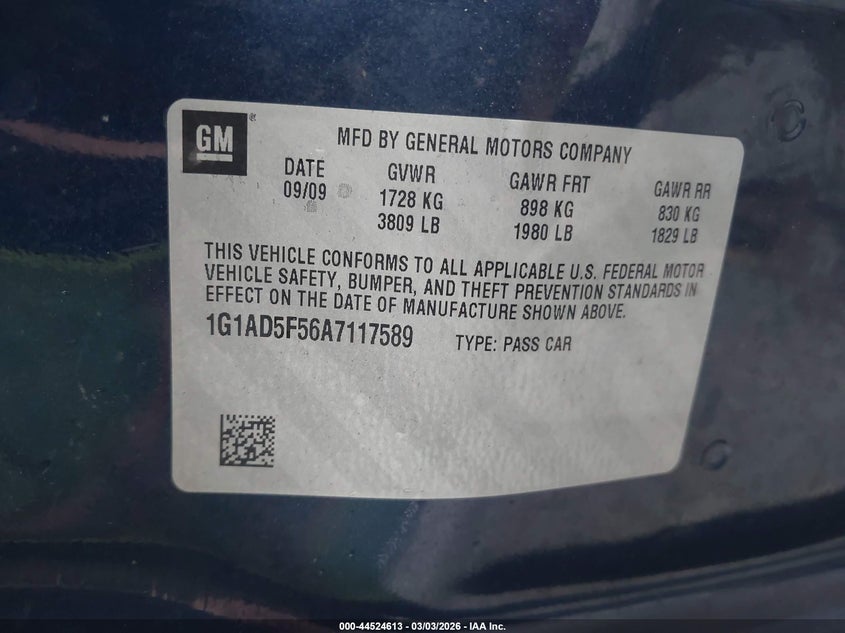 GM
MFD BY GENERAL MOTORS COMPANY
DATE GVWR GAWR FRT GAWR RR
09/09 1728 KG 898 KG 830 KG
3809 LB 1980 LB 1829 LB
THIS VEHICLE CONFORMS TO ALL APPLICABLE U.S. FEDERAL MOTOR
VEHICLE SAFETY, BUMPER, AND THEFT PREVENTION STANDARDS IN
EFFECT ON THE DATE OF MANUFACTURE SHOWN ABOVE.
1G1AD5F56A7117589 TYPE: PASS CAR
000-44524613 - 03/03/2026 - IAA Inc.